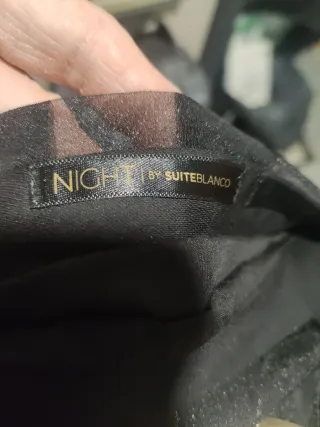 NIGHT | BY SUITEBLANCO